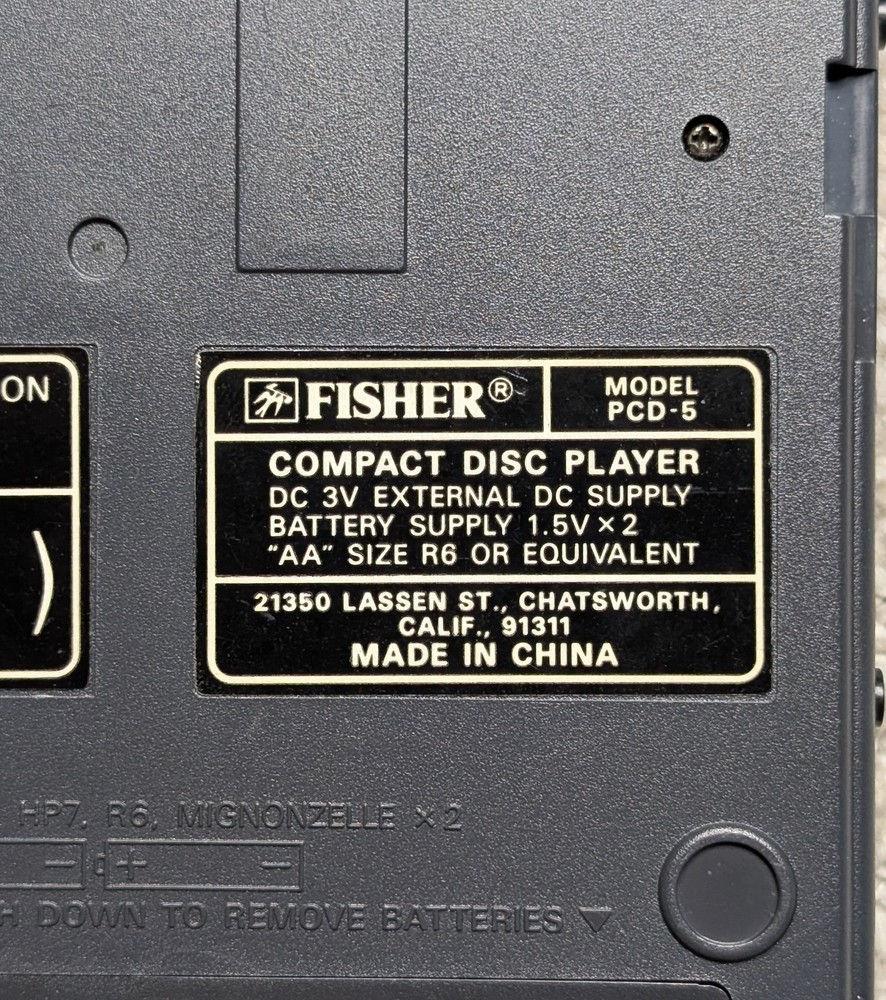 ON
FISHER®
MODEL
PCD-5
COMPACT DISC PLAYER
DC 3V EXTERNAL DC SUPPLY
BATTERY SUPPLY 1.5V×2
"AA" SIZE R6 OR EQUIVALENT
21350 LASSEN ST., CHATSWORTH,
CALIF., 91311
MADE IN CHINA
HP7, R6, MIGNONZELLE ×2
− + −
H DOWN TO REMOVE BATTERIES ▼